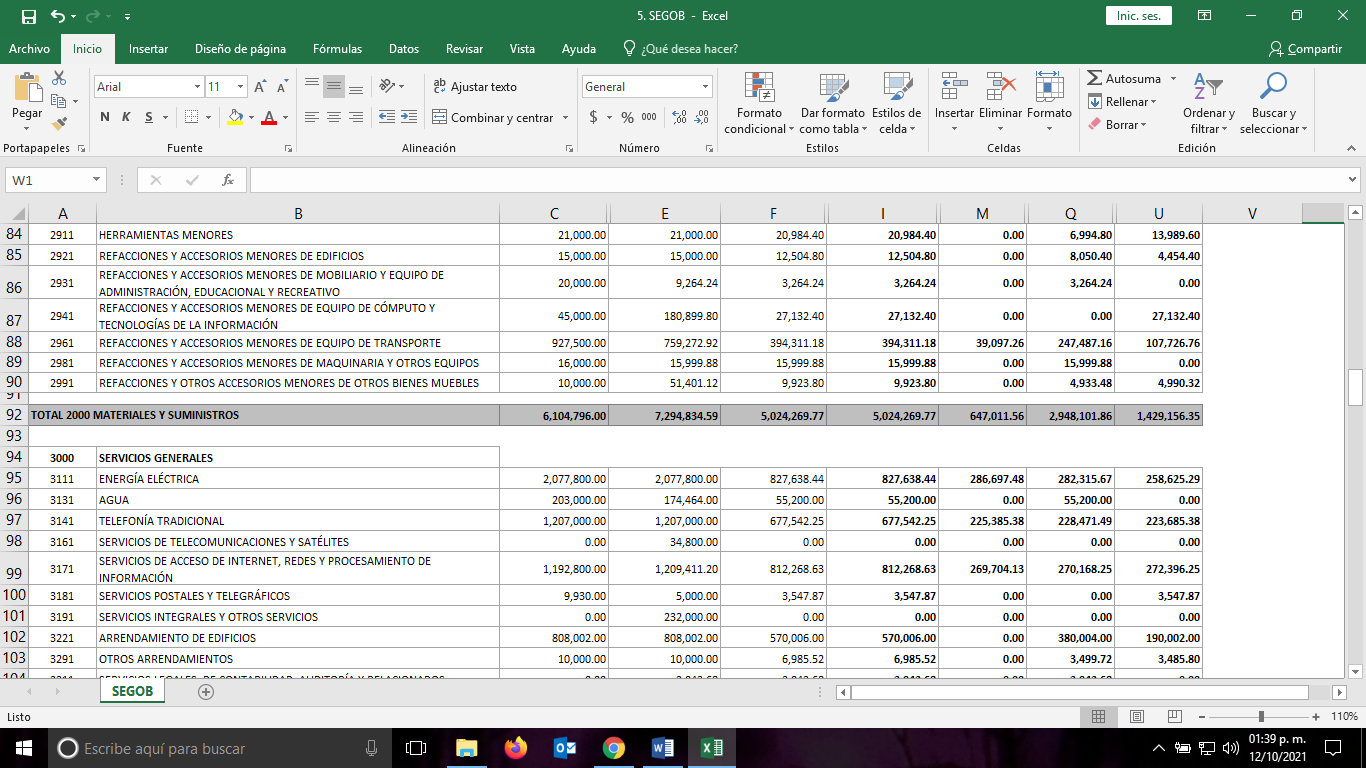 5. SEGOB - Excel
Inic. ses.
Archivo Inicio Insertar Diseño de página Fórmulas Datos Revisar Vista Ayuda ¿Qué desea hacer? Compartir
Pegar
Arial 11 A A
N K S A
ab Ajustar texto
Combinar y centrar
General
$ % 000
Formato condicional
Dar formato como tabla
Estilos de celda
Insertar Eliminar Formato
Autosuma
Rellenar
Borrar
Ordenar y filtrar
Buscar y seleccionar
Portapapeles Fuente Alineación Número Estilos Celdas Edición
W1 fx
A B C E F I M Q U V
84 2911 HERRAMIENTAS MENORES 21,000.00 21,000.00 20,984.40 20,984.40 0.00 6,994.80 13,989.60
85 2921 REFACCIONES Y ACCESORIOS MENORES DE EDIFICIOS 15,000.00 15,000.00 12,504.80 12,504.80 0.00 8,050.40 4,454.40
86 2931 REFACCIONES Y ACCESORIOS MENORES DE MOBILIARIO Y EQUIPO DE
ADMINISTRACIÓN, EDUCACIONAL Y RECREATIVO 20,000.00 9,264.24 3,264.24 3,264.24 0.00 3,264.24 0.00
87 2941 REFACCIONES Y ACCESORIOS MENORES DE EQUIPO DE CÓMPUTO Y
TECNOLOGÍAS DE LA INFORMACIÓN 45,000.00 180,899.80 27,132.40 27,132.40 0.00 0.00 27,132.40
88 2961 REFACCIONES Y ACCESORIOS MENORES DE EQUIPO DE TRANSPORTE 927,500.00 759,272.92 394,311.18 394,311.18 39,097.26 247,487.16 107,726.76
89 2981 REFACCIONES Y ACCESORIOS MENORES DE MAQUINARIA Y OTROS EQUIPOS 16,000.00 15,999.88 15,999.88 15,999.88 0.00 15,999.88 0.00
90 2991 REFACCIONES Y OTROS ACCESORIOS MENORES DE OTROS BIENES MUEBLES 10,000.00 51,401.12 9,923.80 9,923.80 0.00 4,933.48 4,990.32
91
92 TOTAL 2000 MATERIALES Y SUMINISTROS 6,104,796.00 7,294,834.59 5,024,269.77 5,024,269.77 647,011.56 2,948,101.86 1,429,156.35
93
94 3000 SERVICIOS GENERALES
95 3111 ENERGÍA ELÉCTRICA 2,077,800.00 2,077,800.00 827,638.44 827,638.44 286,697.48 282,315.67 258,625.29
96 3131 AGUA 203,000.00 174,464.00 55,200.00 55,200.00 0.00 55,200.00 0.00
97 3141 TELEFONÍA TRADICIONAL 1,207,000.00 1,207,000.00 677,542.25 677,542.25 225,385.38 228,471.49 223,685.38
98 3161 SERVICIOS DE TELECOMUNICACIONES Y SATÉLITES 0.00 34,800.00 0.00 0.00 0.00 0.00 0.00
99 3171 SERVICIOS DE ACCESO DE INTERNET, REDES Y PROCESAMIENTO DE
INFORMACIÓN 1,192,800.00 1,209,411.20 812,268.63 812,268.63 269,704.13 270,168.25 272,396.25
100 3181 SERVICIOS POSTALES Y TELEGRÁFICOS 9,930.00 5,000.00 3,547.87 3,547.87 0.00 0.00 3,547.87
101 3191 SERVICIOS INTEGRALES Y OTROS SERVICIOS 0.00 232,000.00 0.00 0.00 0.00 0.00 0.00
102 3221 ARRENDAMIENTO DE EDIFICIOS 808,002.00 808,002.00 570,006.00 570,006.00 0.00 380,004.00 190,002.00
103 3291 OTROS ARRENDAMIENTOS 10,000.00 10,000.00 6,985.52 6,985.52 0.00 3,499.72 3,485.80
SEGOB
Listo 110%
Escribe aquí para buscar
01:39 p. m.
12/10/2021